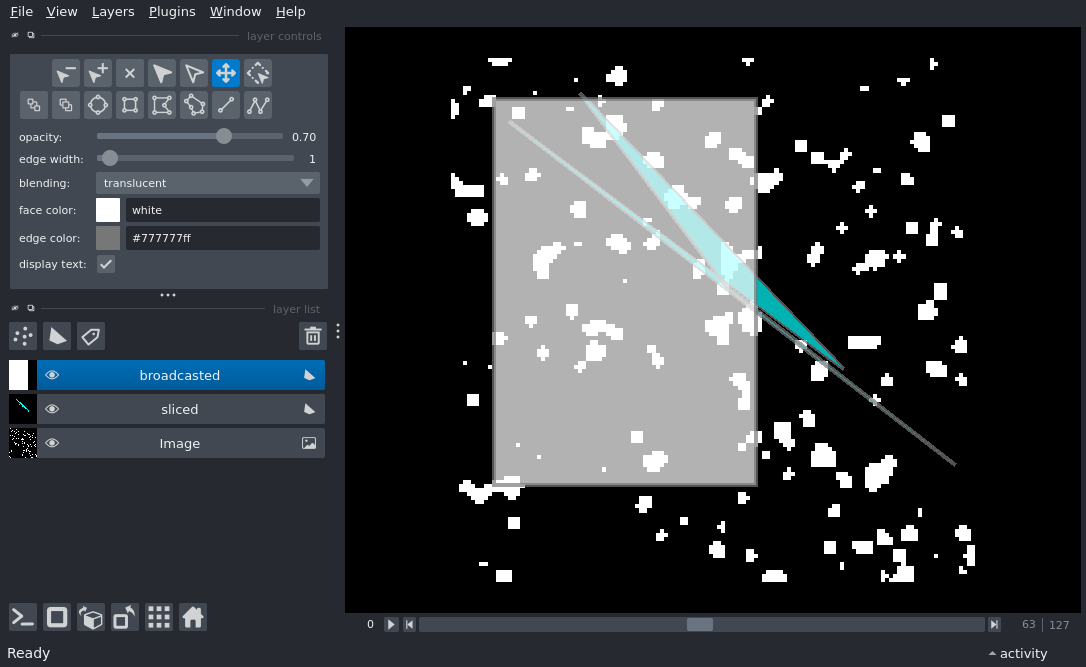 File View Layers Plugins Window Help
layer controls
opacity: 0.70
edge width: 1
blending: translucent
face color: white
edge color: #777777ff
display text:
layer list
broadcasted
sliced
Image
0 63 127
Ready activity